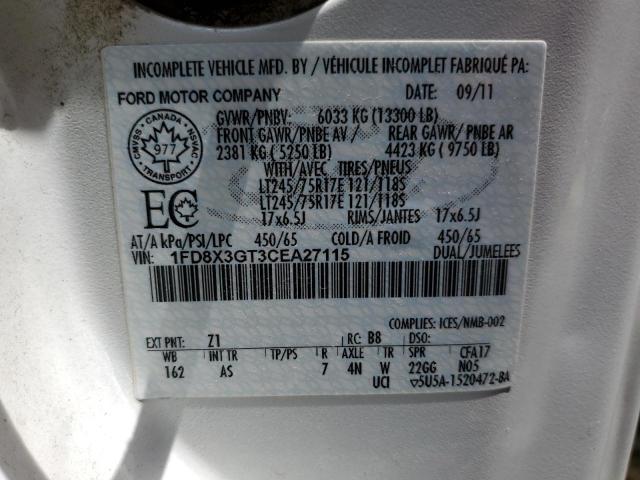 INCOMPLETE VEHICLE MFD. BY / VÉHICULE INCOMPLET FABRIQUÉ PA:
FORD MOTOR COMPANY DATE: 09/11
GVWR/PNBV: 6033 KG (13300 LB)
FRONT GAWR/PNBE AV / REAR GAWR/ PNBE AR
2381 KG ( 5250 LB) 4423 KG ( 9750 LB)
WITH/AVEC TIRES/PNEUS
LT245/75R17E 121/118S
LT245/75R17E 121/118S
17x6.5J RIMS/JANTES 17x6.5J
CMVSS · CANADA · NSVAC
977
TRANSPORT
EC
AT/A kPa/PSI/LPC 450/65 COLD/A FROID 450/65
VIN: 1FD8X3GT3CEA27115 DUAL/JUMELEES
COMPLIES: ICES/NMB-002
EXT PNT: Z1 RC: B8 DSO:
WB INT TR TP/PS R AXLE TR SPR CFA17
162 AS 7 4N W 22GG N05
UCI ▽5U5A-1520472-BA